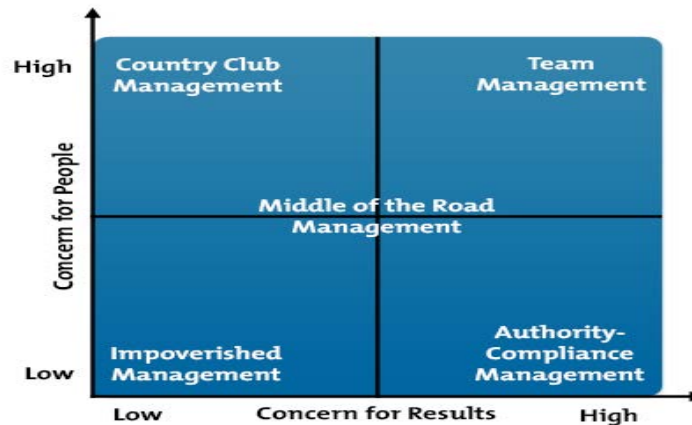 High
Country Club
Management
Team
Management
Concern for People
Middle of the Road
Management
Low
Impoverished
Management
Authority-
Compliance
Management
Low
Concern for Results
High